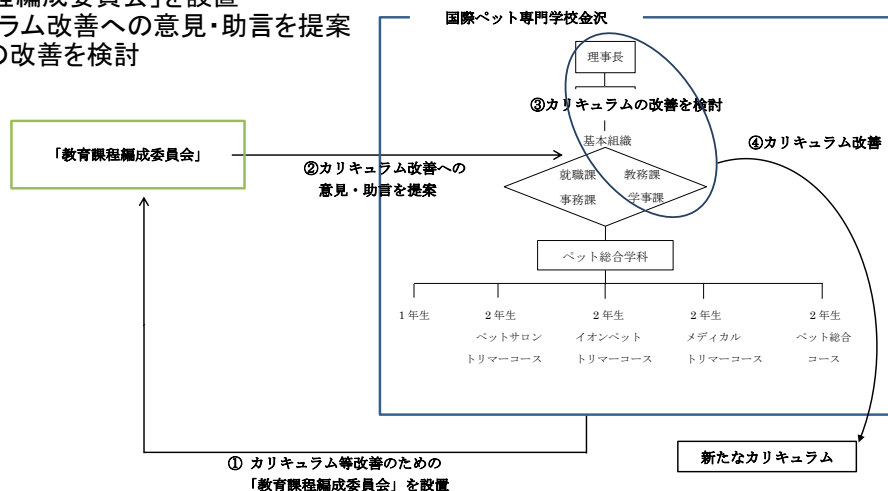 程編成委員会」を設置
ラム改善への意見・助言を提案
の改善を検討
国際ペット専門学校金沢
理事長
③カリキュラムの改善を検討
基本組織
就職課 教務課
事務課 学事課
④カリキュラム改善
「教育課程編成委員会」
②カリキュラム改善への
意見・助言を提案
ペット総合学科
1年生 2年生 2年生 2年生 2年生
ペットサロン イオンペット メディカル ペット総合
トリマーコース トリマーコース トリマーコース コース
① カリキュラム等改善のための
「教育課程編成委員会」を設置
新たなカリキュラム